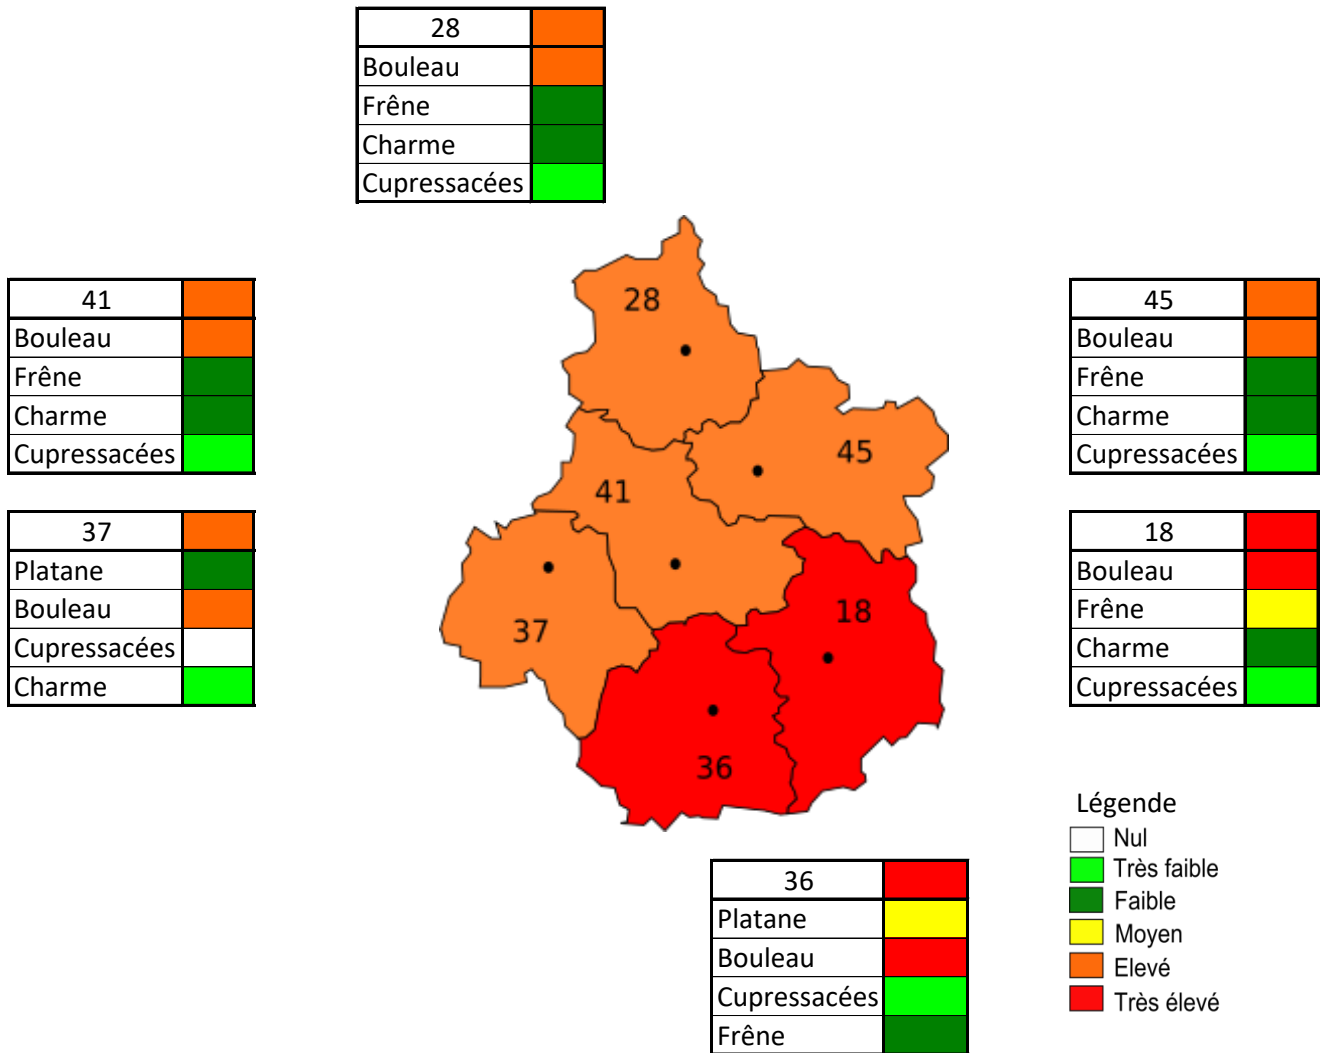 28
Bouleau
Frêne
Charme
Cupressacées
41
Bouleau
Frêne
Charme
Cupressacées
37
Platane
Bouleau
Cupressacées
Charme
28
45
41
37
18
36
45
Bouleau
Frêne
Charme
Cupressacées
18
Bouleau
Frêne
Charme
Cupressacées
36
Platane
Bouleau
Cupressacées
Frêne
Légende
Nul
Très faible
Faible
Moyen
Elevé
Très élevé